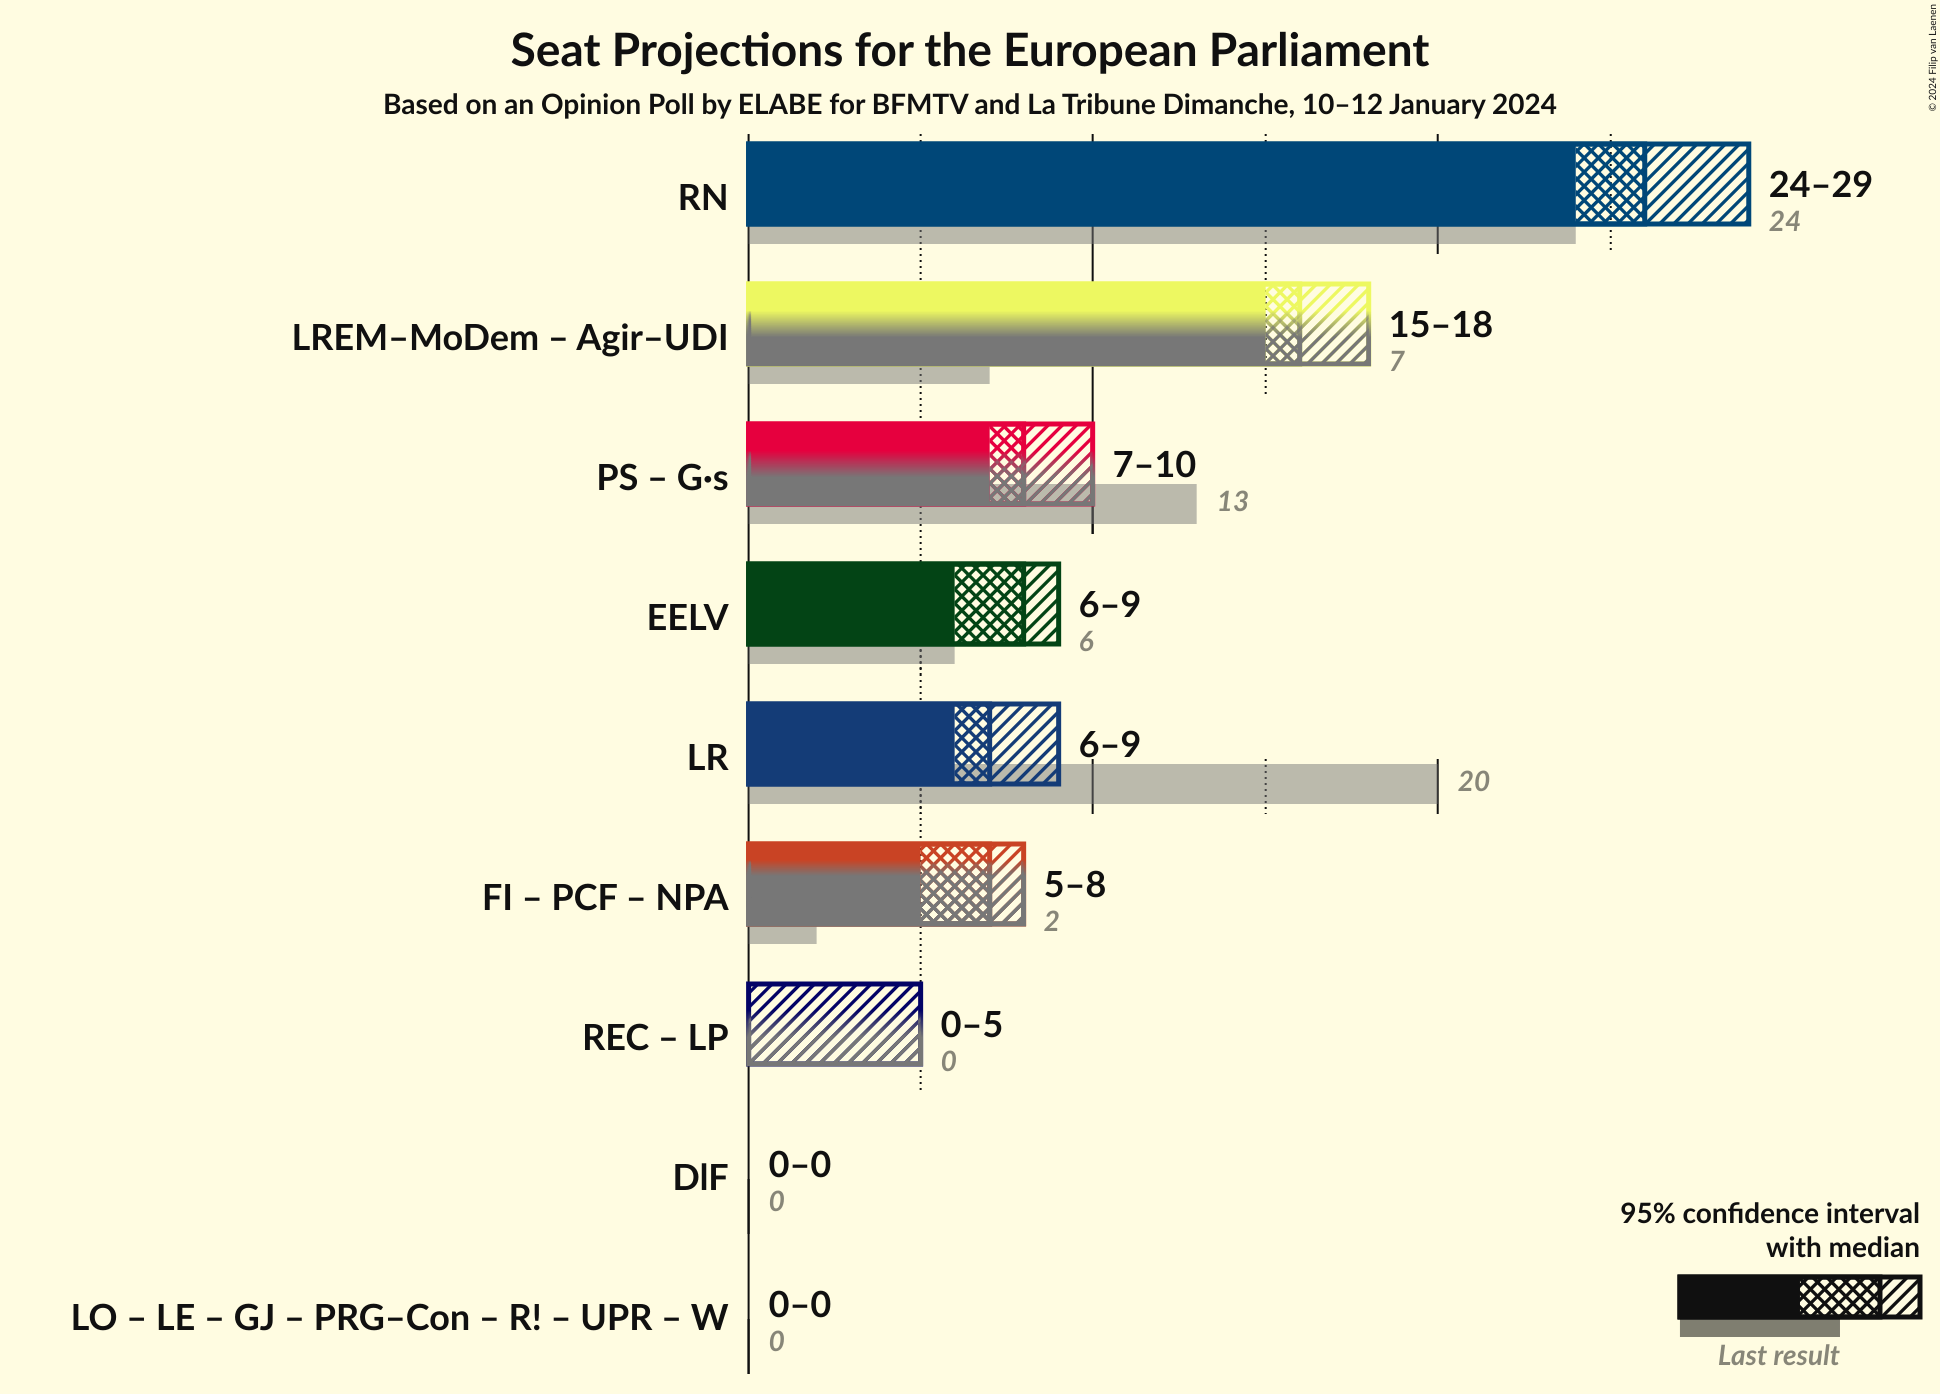 Seat Projections for the European Parliament
Based on an Opinion Poll by ELABE for BFMTV and La Tribune Dimanche, 10–12 January 2024
© 2024 Filip van Laenen
RN
24–29
24
LREM–MoDem – Agir–UDI
15–18
7
PS – G·s
7–10
13
EELV
6–9
6
LR
6–9
20
FI – PCF – NPA
5–8
2
REC – LP
0–5
0
DIF
0–0
0
LO – LE – GJ – PRG–Con – R! – UPR – W
0–0
0
95% confidence interval
with median
Last result